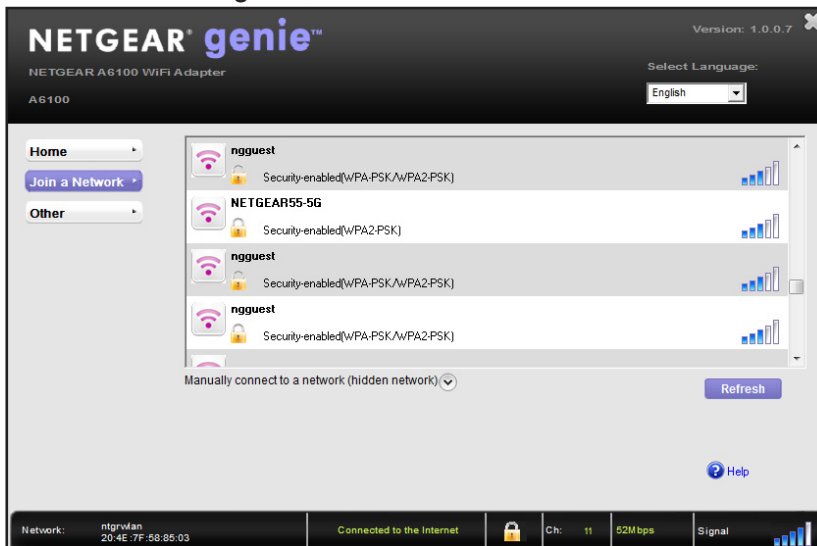 NETGEAR® genie™
Version: 1.0.0.7
NETGEAR A6100 WiFi Adapter
Select Language:
A6100
English
Home
Join a Network
Other
ngguest
Security-enabled(WPA-PSK/WPA2-PSK)
NETGEAR55-5G
Security-enabled(WPA2-PSK)
ngguest
Security-enabled(WPA-PSK/WPA2-PSK)
ngguest
Security-enabled(WPA-PSK/WPA2-PSK)
Manually connect to a network (hidden network)
Refresh
Help
Network: ntgrwlan
20:4E:7F:58:85:03
Connected to the Internet
Ch: 11
52Mbps
Signal